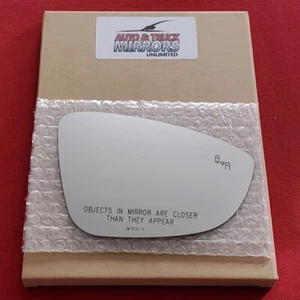 AUTO & TRUCK
MIRRORS
UNLIMITED
OBJECTS IN MIRROR ARE CLOSER
THAN THEY APPEAR